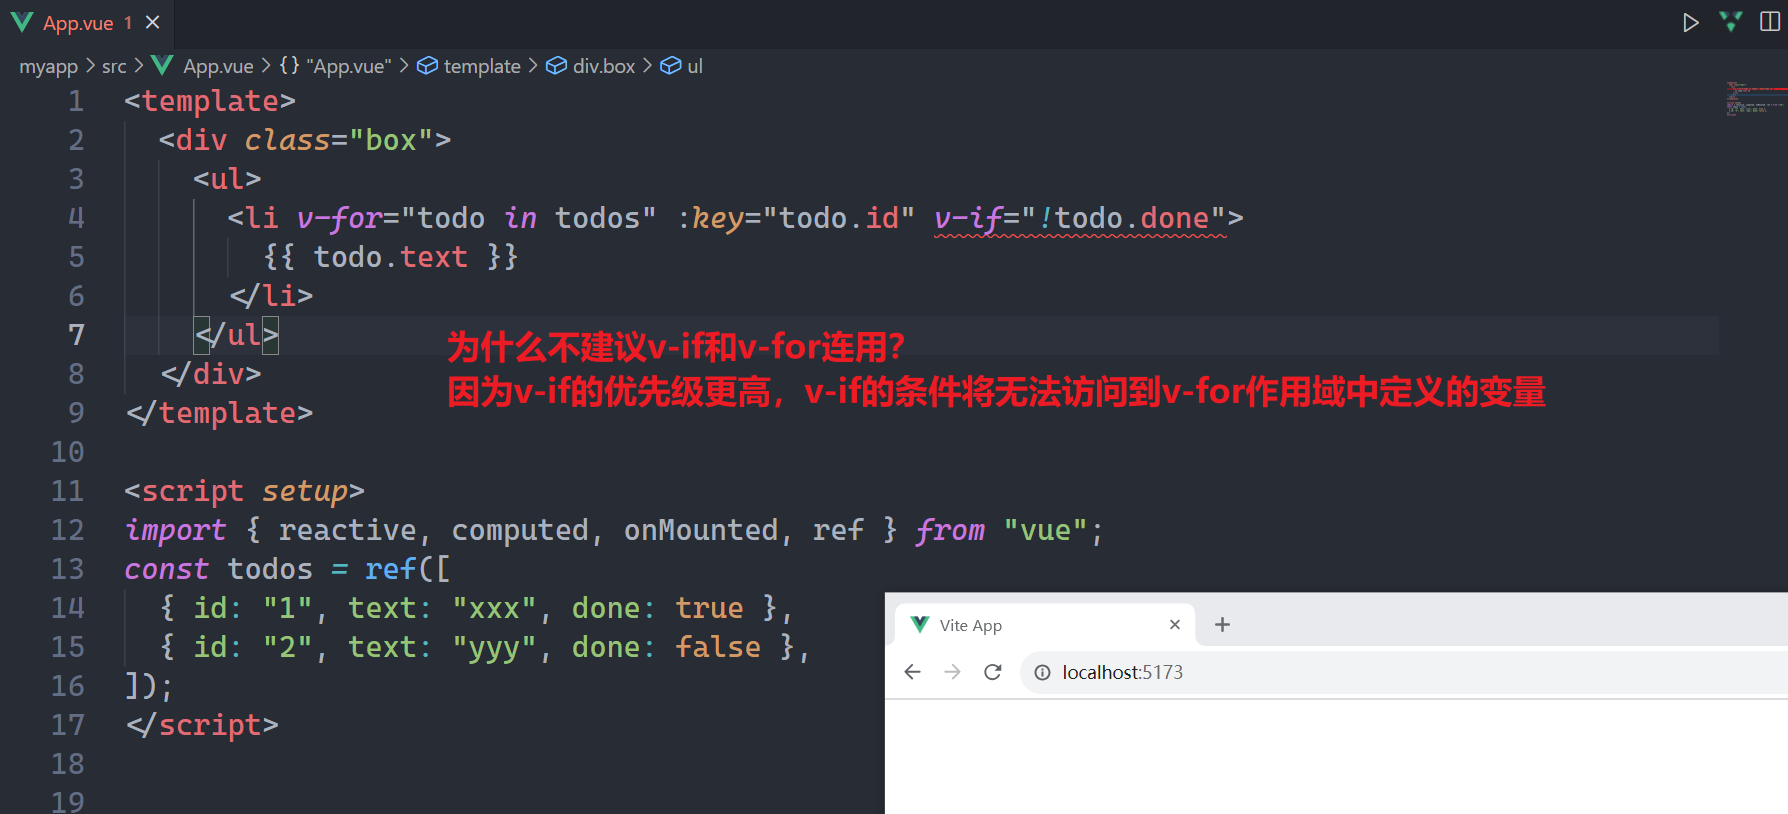 App.vue 1
myapp > src > App.vue > {} "App.vue" > template > div.box > ul
1 <template>
2 <div class="box">
3 <ul>
4 <li v-for="todo in todos" :key="todo.id" v-if="!todo.done">
5 {{ todo.text }}
6 </li>
7 </ul>
为什么不建议v-if和v-for连用？
8 </div>
因为v-if的优先级更高，v-if的条件将无法访问到v-for作用域中定义的变量
9 </template>
10
11 <script setup>
12 import { reactive, computed, onMounted, ref } from "vue";
13 const todos = ref([
14 { id: "1", text: "xxx", done: true },
15 { id: "2", text: "yyy", done: false },
16 ]);
17 </script>
18
19
Vite App
localhost:5173